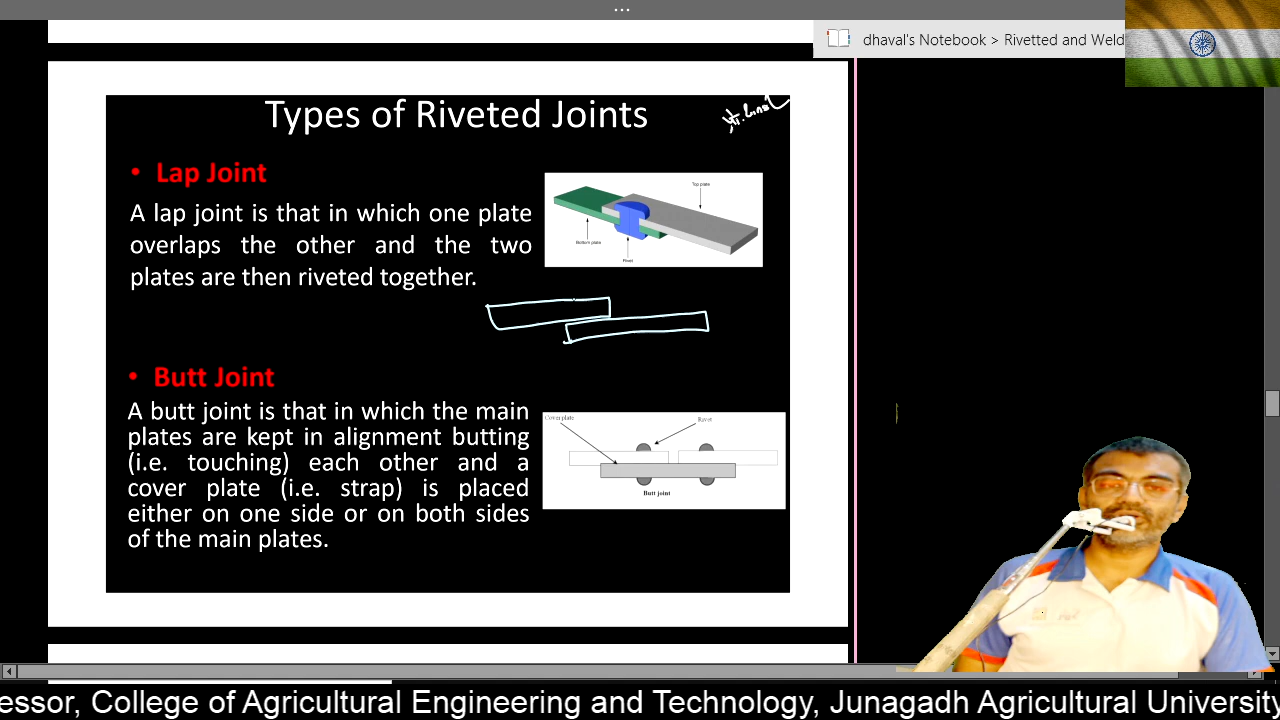 ...
dhaval's Notebook > Rivetted and Weld
Types of Riveted Joints
• Lap Joint
A lap joint is that in which one plate
overlaps the other and the two
plates are then riveted together.
Top plate
Bottom plate
Rivet
• Butt Joint
A butt joint is that in which the main
plates are kept in alignment butting
(i.e. touching) each other and a
cover plate (i.e. strap) is placed
either on one side or on both sides
of the main plates.
Cover plate
Rivet
Butt joint
essor, College of Agricultural Engineering and Technology, Junagadh Agricultural University